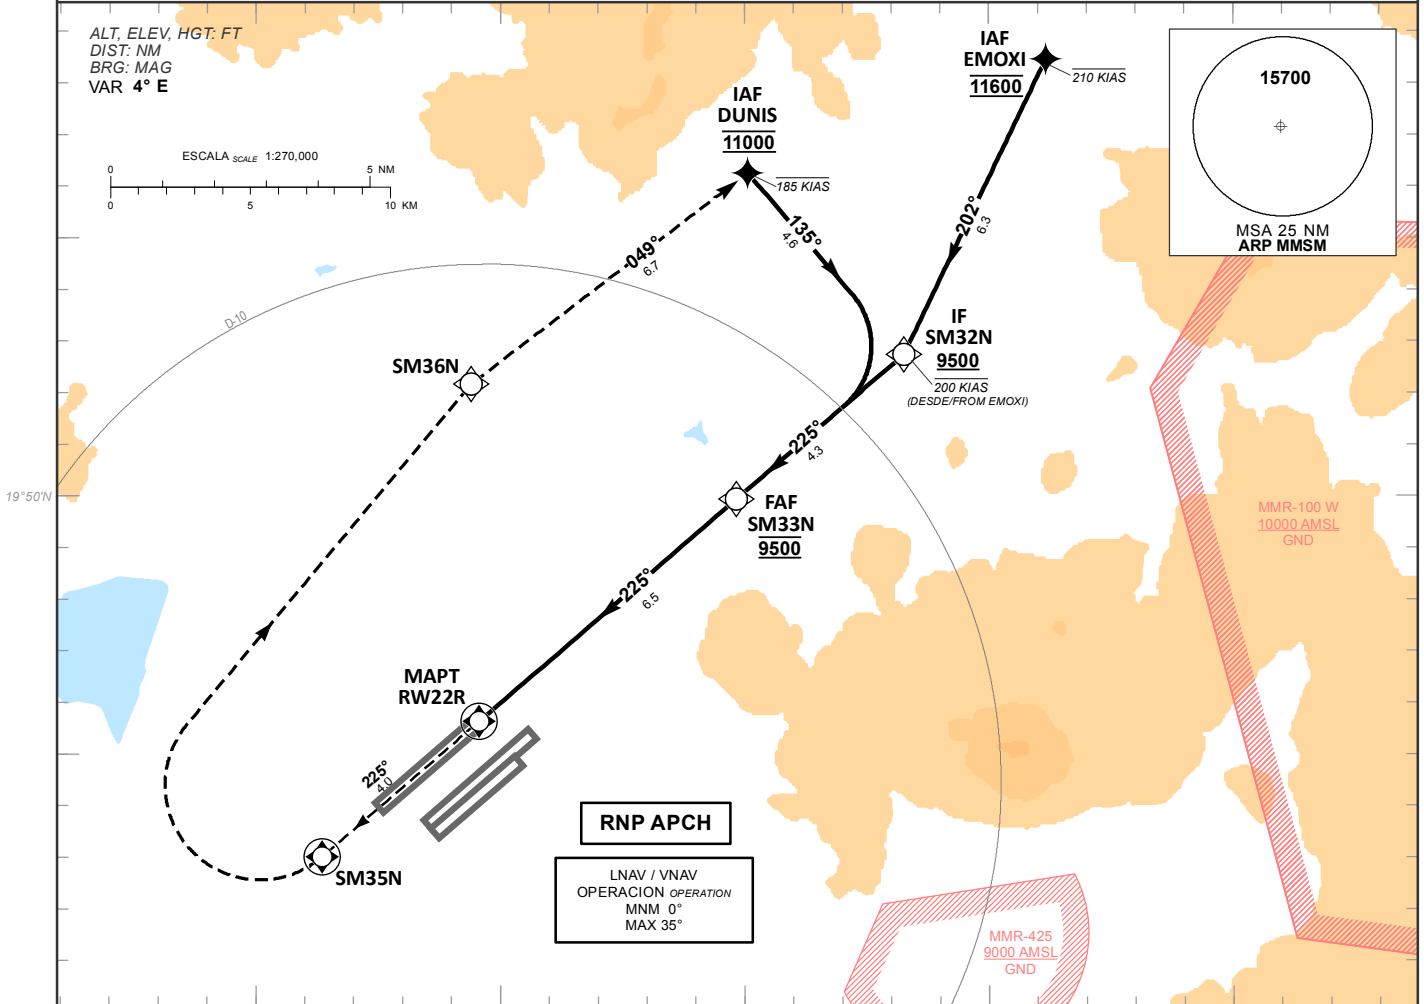 ALT, ELEV, HGT: FT
DIST: NM
BRG: MAG
VAR 4° E
ESCALA SCALE 1:270,000
0 5 NM
0 5 10 KM
IAF
DUNIS
11000
185 KIAS
IAF
EMOXI
11600
210 KIAS
15700
MSA 25 NM
ARP MMSM
135°
4.6
202°
6.3
049°
6.7
D-10
IF
SM32N
9500
200 KIAS
(DESDE/FROM EMOXI)
SM36N
225°
4.3
19°50'N
FAF
SM33N
9500
MMR-100 W
10000 AMSL
GND
225°
6.5
MAPT
RW22R
225°
4.0
SM35N
RNP APCH
LNAV / VNAV
OPERACION OPERATION
MNM 0°
MAX 35°
MMR-425
9000 AMSL
GND